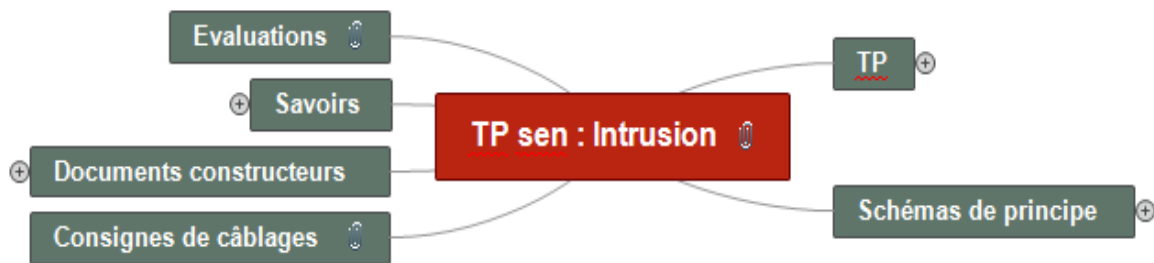 Evaluations
TP
Savoirs
TP sen : Intrusion
Documents constructeurs
Schémas de principe
Consignes de câblages